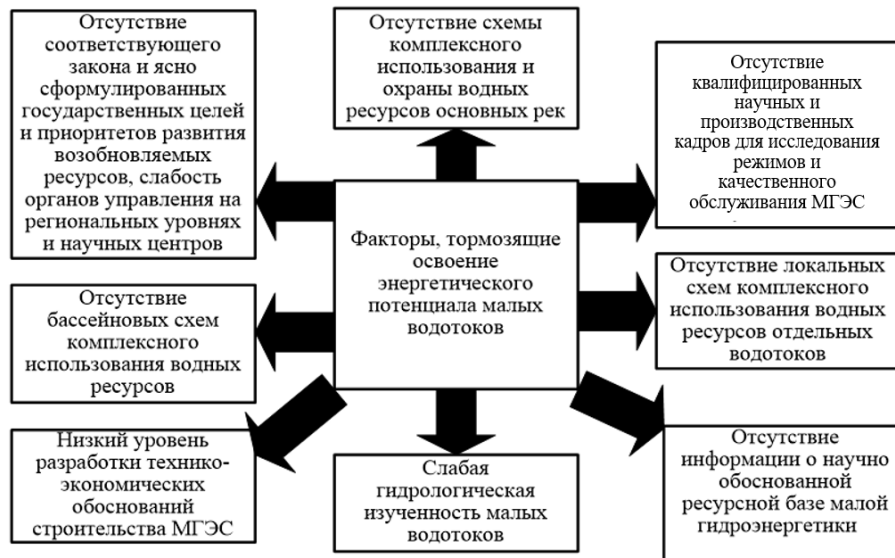 Отсутствие
соответствующего
закона и ясно
сформулированных
государственных целей
и приоритетов развития
возобновляемых
ресурсов, слабость
органов управления на
региональных уровнях
и научных центров
Отсутствие схемы
комплексного
использования и
охраны водных
ресурсов основных рек
Отсутствие
квалифицированных
научных и
производственных
кадров для исследования
режимов и
качественного
обслуживания МГЭС
Факторы, тормозящие
освоение
энергетического
потенциала малых
водотоков
Отсутствие
бассейновых схем
комплексного
использования водных
ресурсов
Отсутствие локальных
схем комплексного
использования водных
ресурсов отдельных
водотоков
Низкий уровень
разработки технико-
экономических
обоснований
строительства МГЭС
Слабая
гидрологическая
изученность малых
водотоков
Отсутствие
информации о научно
обоснованной
ресурсной базе малой
гидроэнергетики